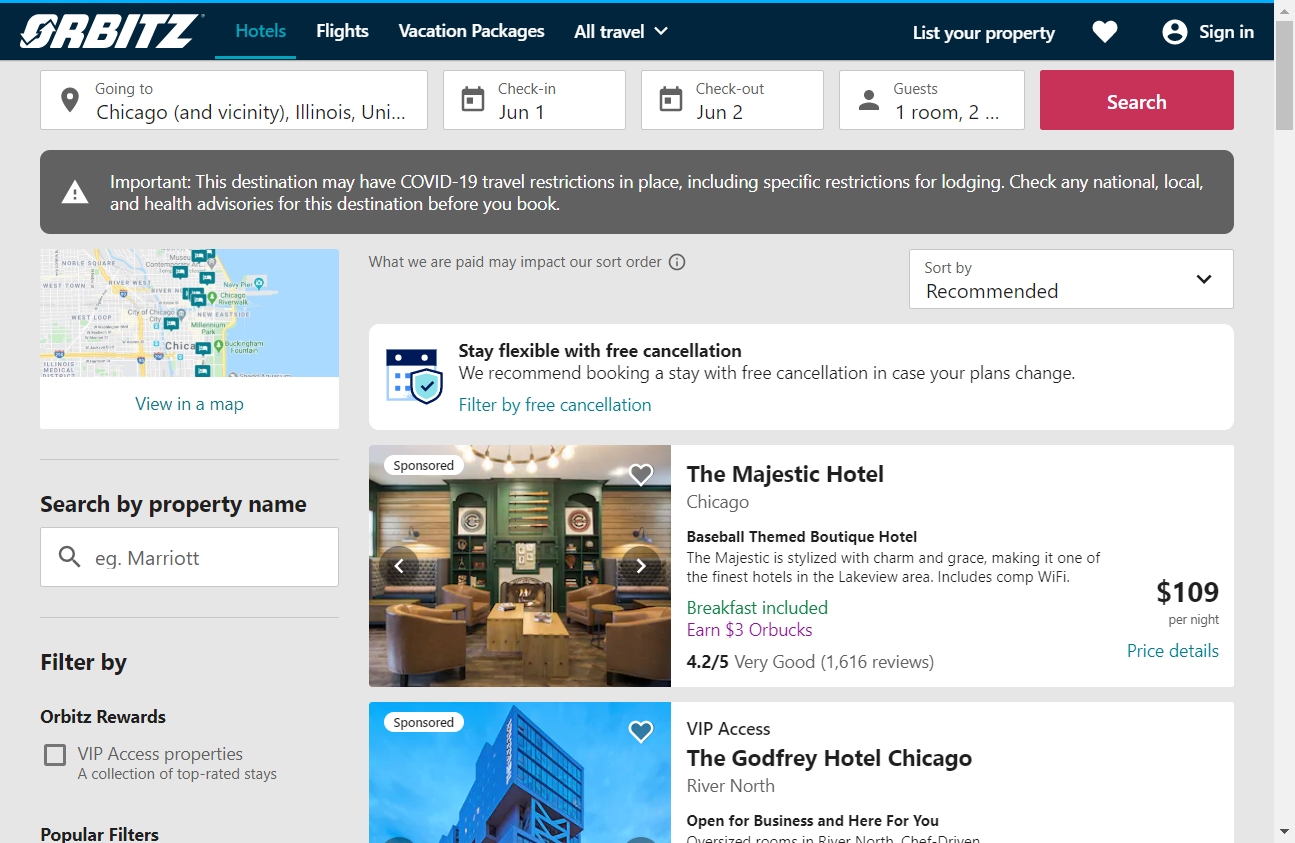 ORBITZ
Hotels
Flights
Vacation Packages
All travel
List your property
Sign in
Going to
Chicago (and vicinity), Illinois, Uni...
Check-in
Jun 1
Check-out
Jun 2
Guests
1 room, 2 ...
Search
Important: This destination may have COVID-19 travel restrictions in place, including specific restrictions for lodging. Check any national, local,
and health advisories for this destination before you book.
NOBLE SQUARE
WEST TOWN
RIVER WEST
Navy Pier
Chicago
Riverwalk
NEW EASTSIDE
City of Chicago
City
WEST LOOP
Millennium
Park
Buckingham
Fountain
ILLINOIS
MEDICAL
DISTRICT
View in a map
What we are paid may impact our sort order
Sort by
Recommended
Stay flexible with free cancellation
We recommend booking a stay with free cancellation in case your plans change.
Filter by free cancellation
Search by property name
eg. Marriott
Filter by
Orbitz Rewards
VIP Access properties
A collection of top-rated stays
Popular Filters
Sponsored
The Majestic Hotel
Chicago
Baseball Themed Boutique Hotel
The Majestic is stylized with charm and grace, making it one of
the finest hotels in the Lakeview area. Includes comp WiFi.
Breakfast included
Earn $3 Orbucks
4.2/5 Very Good (1,616 reviews)
$109
per night
Price details
Sponsored
VIP Access
The Godfrey Hotel Chicago
River North
Open for Business and Here For You
Oversized rooms in River North, Chef-Driven